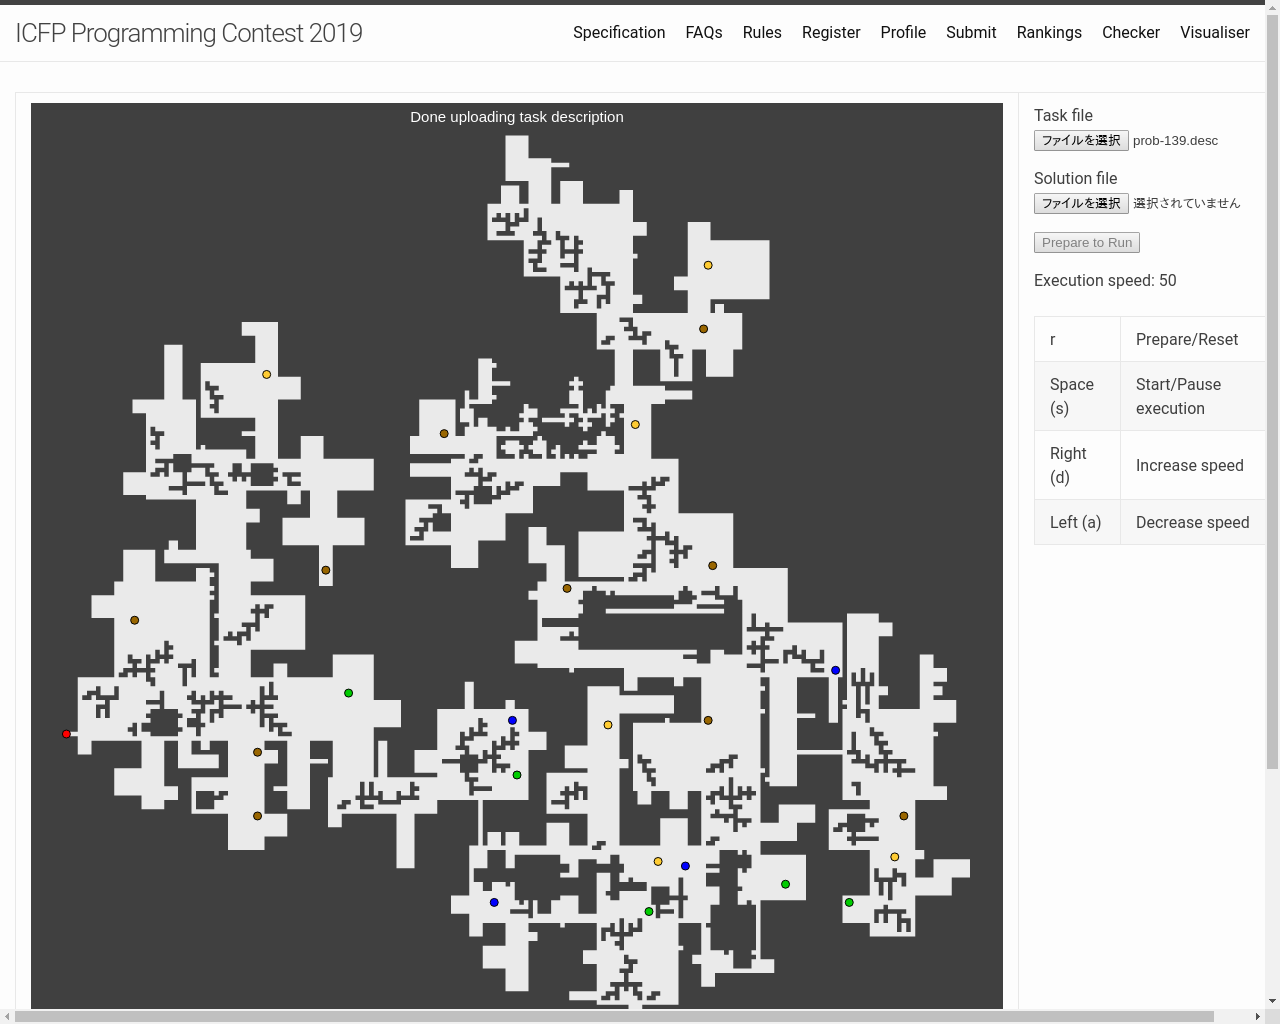 ICFP Programming Contest 2019
Specification FAQs Rules Register Profile Submit Rankings Checker Visualiser
Done uploading task description
Task file
ファイルを選択 prob-139.desc
Solution file
ファイルを選択 選択されていません
Prepare to Run
Execution speed: 50
r Prepare/Reset
Space (s) Start/Pause execution
Right (d) Increase speed
Left (a) Decrease speed